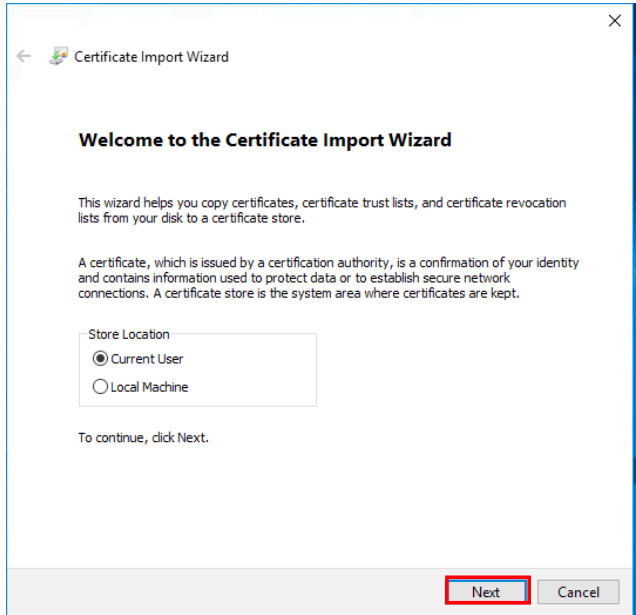 Certificate Import Wizard
Welcome to the Certificate Import Wizard
This wizard helps you copy certificates, certificate trust lists, and certificate revocation
lists from your disk to a certificate store.
A certificate, which is issued by a certification authority, is a confirmation of your identity
and contains information used to protect data or to establish secure network
connections. A certificate store is the system area where certificates are kept.
Store Location
Current User
Local Machine
To continue, click Next.
Next Cancel